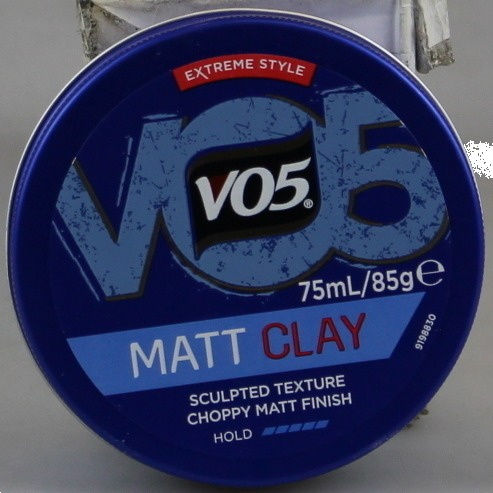 EXTREME STYLE
VO5
VO5®
75mL/85g℮
MATT CLAY
9198830
SCULPTED TEXTURE
CHOPPY MATT FINISH
HOLD